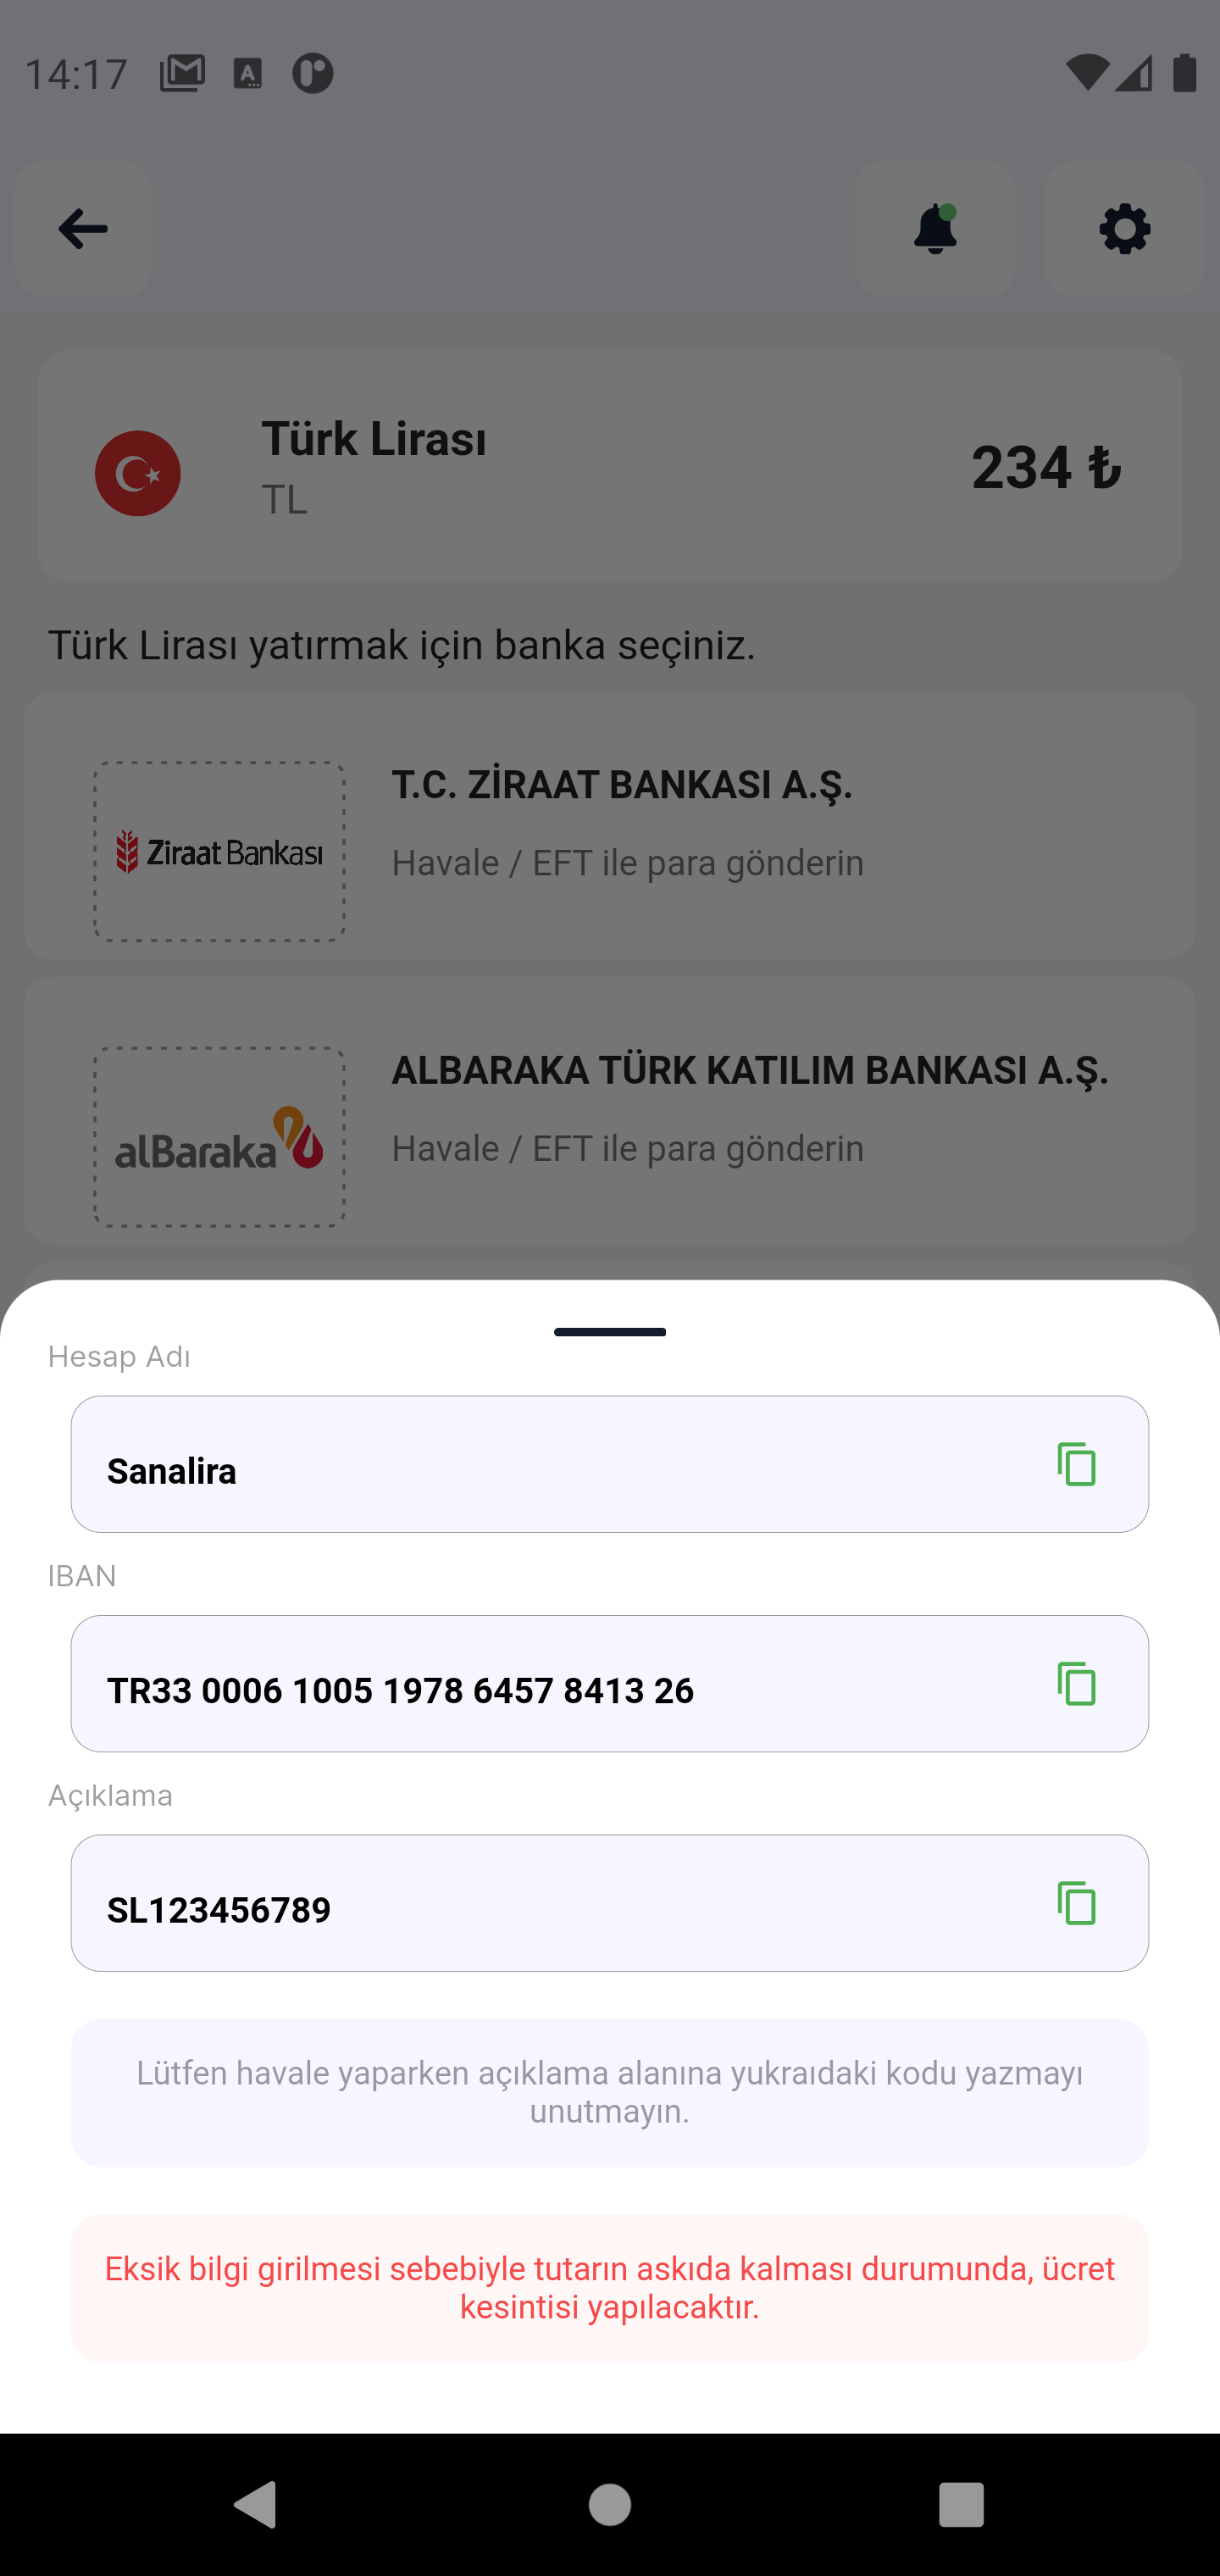 14:17
Türk Lirası
TL
234 ₺
Türk Lirası yatırmak için banka seçiniz.
Ziraat Bankası
T.C. ZİRAAT BANKASI A.Ş.
Havale / EFT ile para gönderin
alBaraka
ALBARAKA TÜRK KATILIM BANKASI A.Ş.
Havale / EFT ile para gönderin
Hesap Adı
Sanalira
IBAN
TR33 0006 1005 1978 6457 8413 26
Açıklama
SL123456789
Lütfen havale yaparken açıklama alanına yukraıdaki kodu yazmayı
unutmayın.
Eksik bilgi girilmesi sebebiyle tutarın askıda kalması durumunda, ücret
kesintisi yapılacaktır.